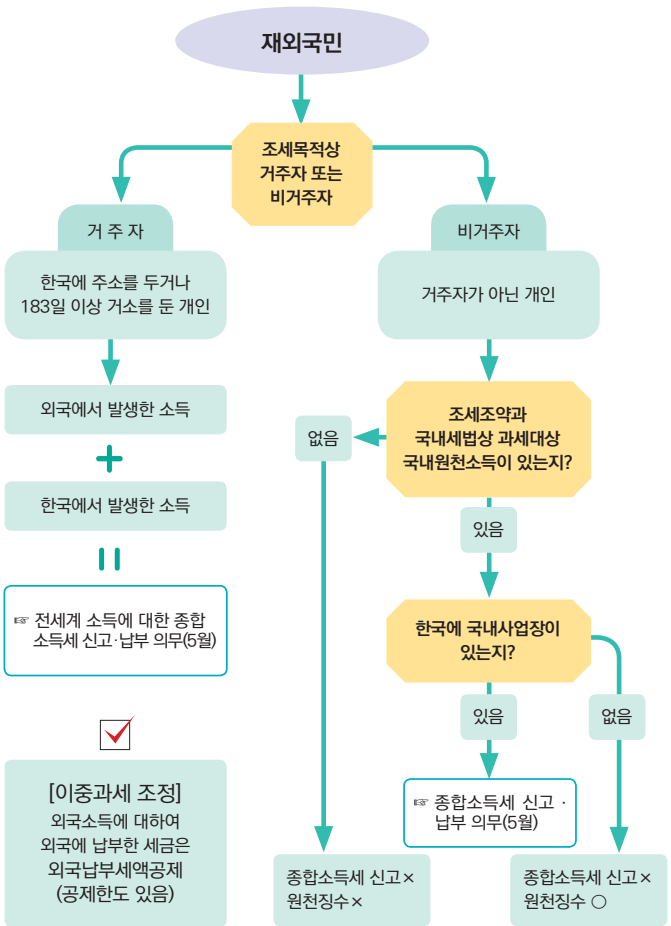 재외국민
조세목적상
거주자 또는
비거주자
거 주 자
한국에 주소를 두거나
183일 이상 거소를 둔 개인
외국에서 발생한 소득
+
한국에서 발생한 소득
=
☞ 전세계 소득에 대한 종합
소득세 신고·납부 의무(5월)
[이중과세 조정]
외국소득에 대하여
외국에 납부한 세금은
외국납부세액공제
(공제한도 있음)
비거주자
거주자가 아닌 개인
조세조약과
국내세법상 과세대상
국내원천소득이 있는지?
없음
있음
한국에 국내사업장이
있는지?
있음
없음
☞ 종합소득세 신고 ·
납부 의무(5월)
종합소득세 신고×
원천징수×
종합소득세 신고×
원천징수 ○